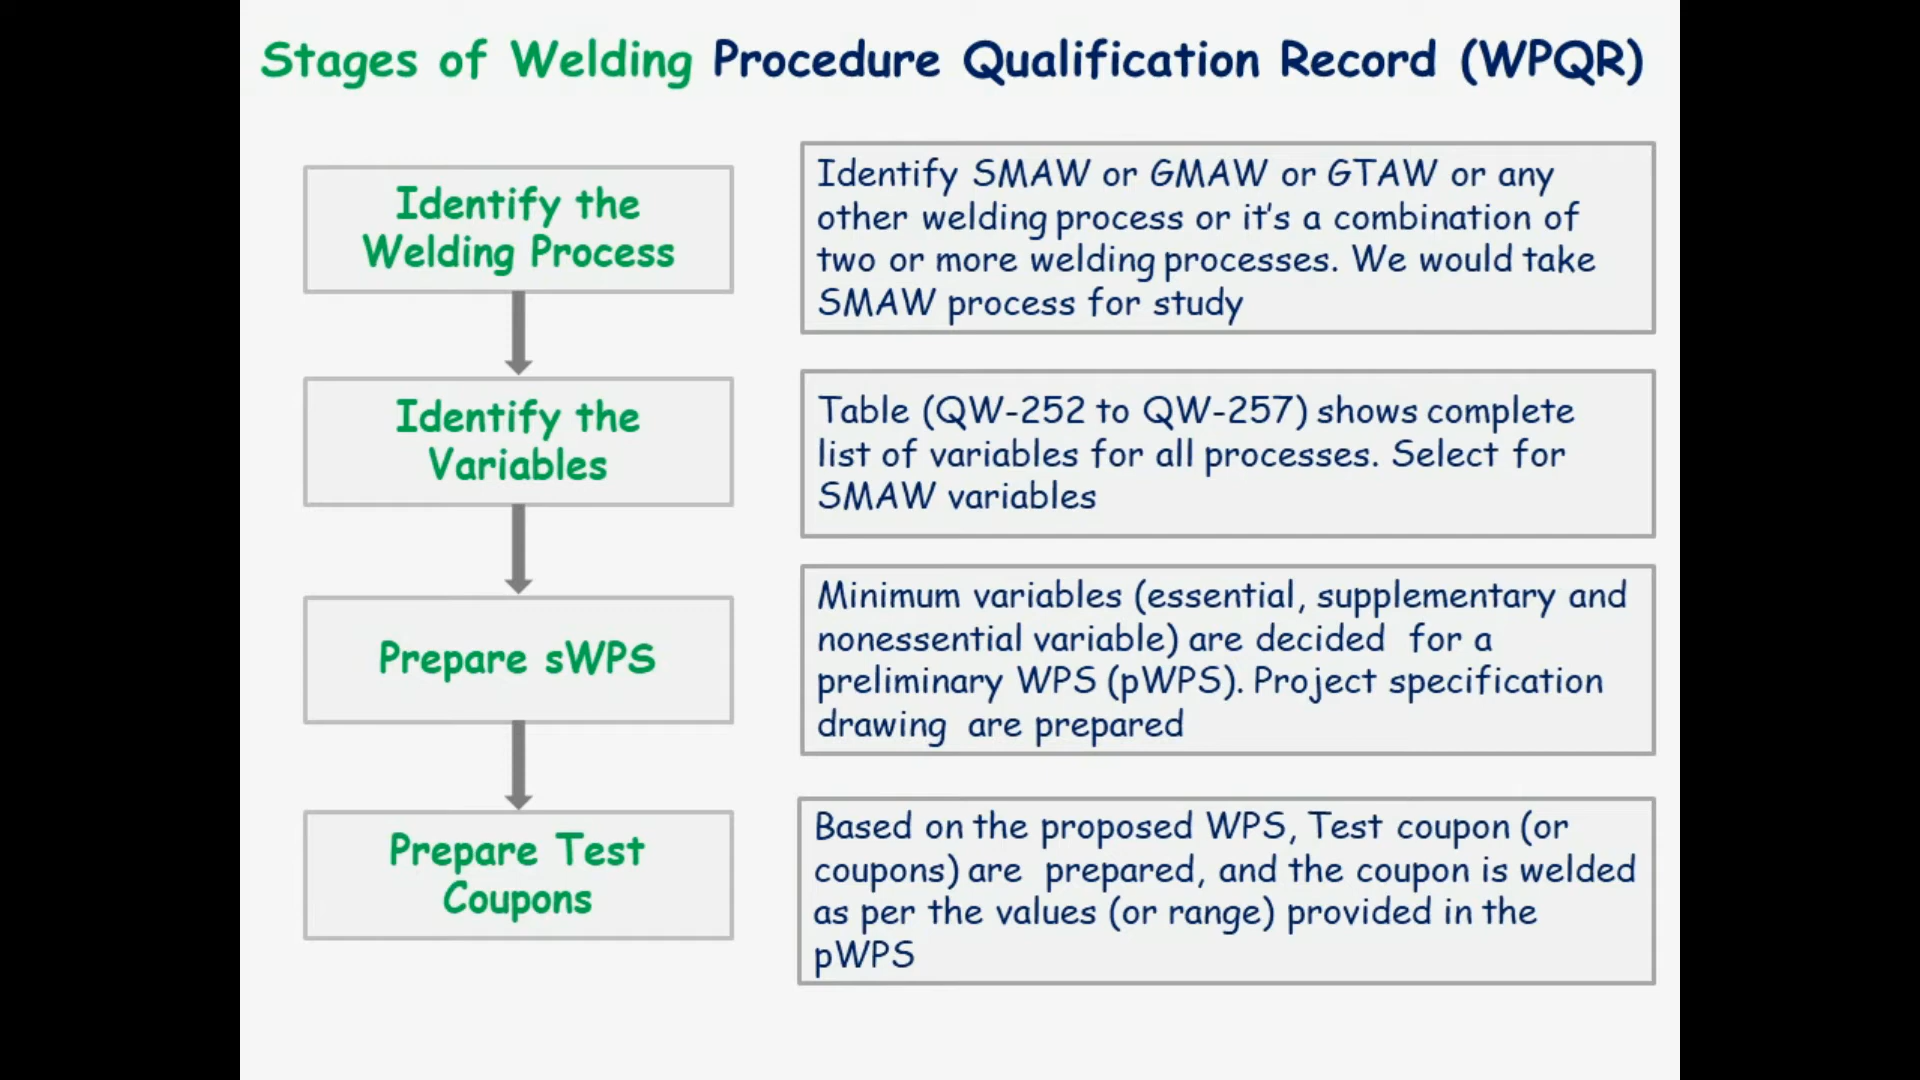 Stages of Welding Procedure Qualification Record (WPQR)
Identify the
Welding Process
Identify SMAW or GMAW or GTAW or any
other welding process or it's a combination of
two or more welding processes. We would take
SMAW process for study
Identify the
Variables
Table (QW-252 to QW-257) shows complete
list of variables for all processes. Select for
SMAW variables
Prepare sWPS
Minimum variables (essential, supplementary and
nonessential variable) are decided for a
preliminary WPS (pWPS). Project specification
drawing are prepared
Prepare Test
Coupons
Based on the proposed WPS, Test coupon (or
coupons) are prepared, and the coupon is welded
as per the values (or range) provided in the
pWPS